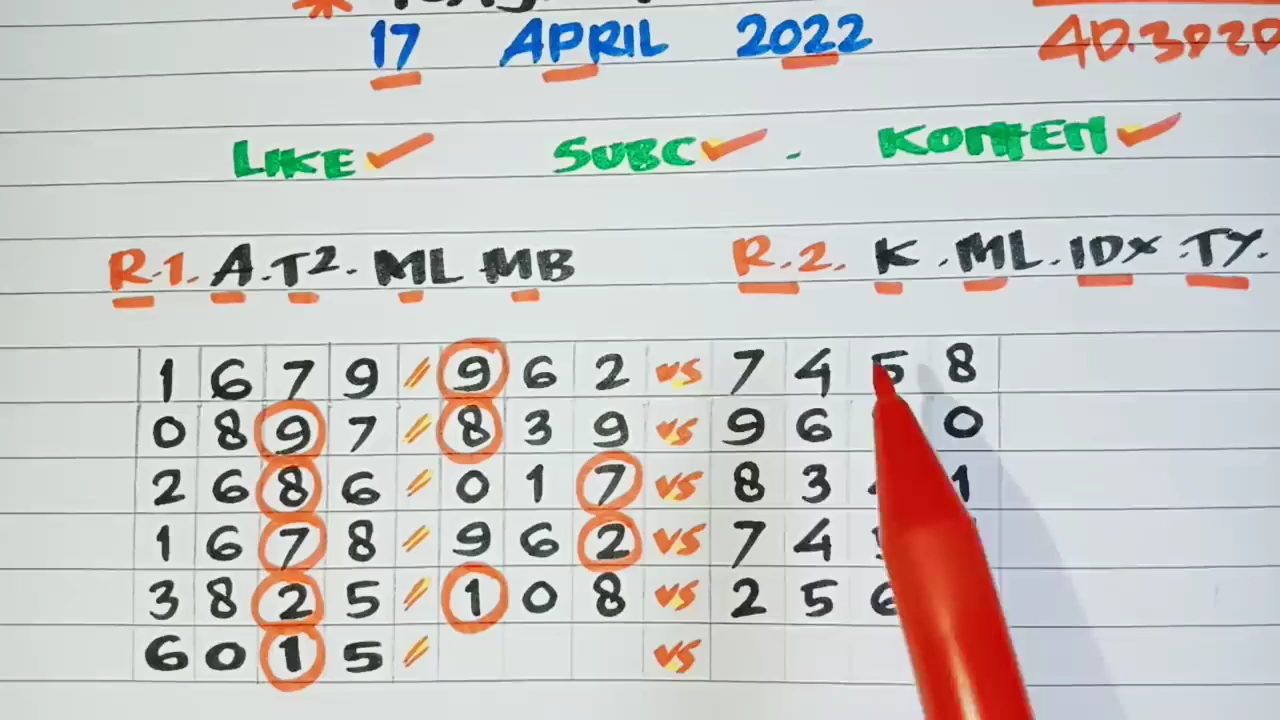 17 APRIL 2022
4D.3D2D
LIKE SUBC - KONTEN
R.1. A.T2. ML MB R.2. K.ML.IDX.TY.
1 6 7 9 // 9 6 2 vs 7 4 5 8
0 8 9 7 // 8 3 9 vs 9 6 0
2 6 8 6 // 0 1 7 vs 8 3 1
1 6 7 8 // 9 6 2 vs 7 4
3 8 2 5 // 1 0 8 vs 2 5 6
6 0 1 5 // vs